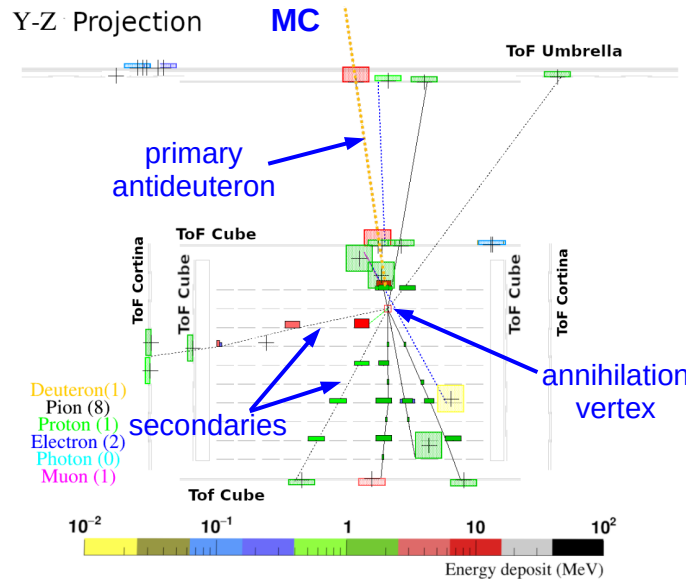 Y-Z Projection
MC
ToF Umbrella
primary
antideuteron
ToF Cube
ToF Cortina
ToF Cube
ToF Cube
ToF Cortina
annihilation
vertex
secondaries
Deuteron(1)
Pion (8)
Proton (1)
Electron (2)
Photon (0)
Muon (1)
Tof Cube
10⁻² 10⁻¹ 1 10 10²
Energy deposit (MeV)